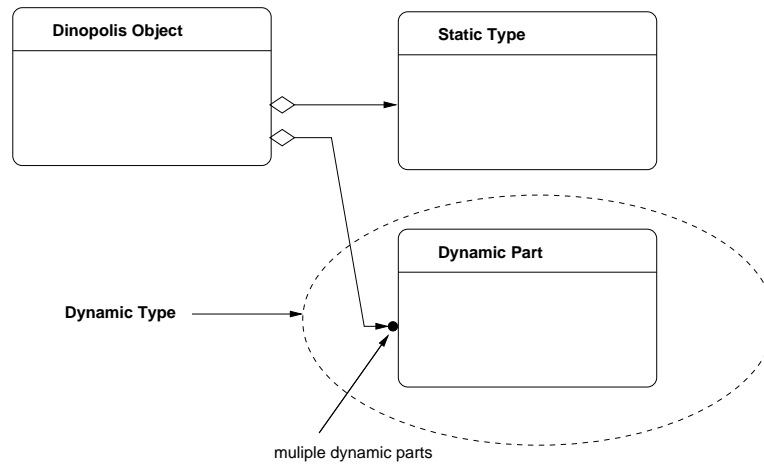 Dinopolis Object
Static Type
Dynamic Part
Dynamic Type
muliple dynamic parts